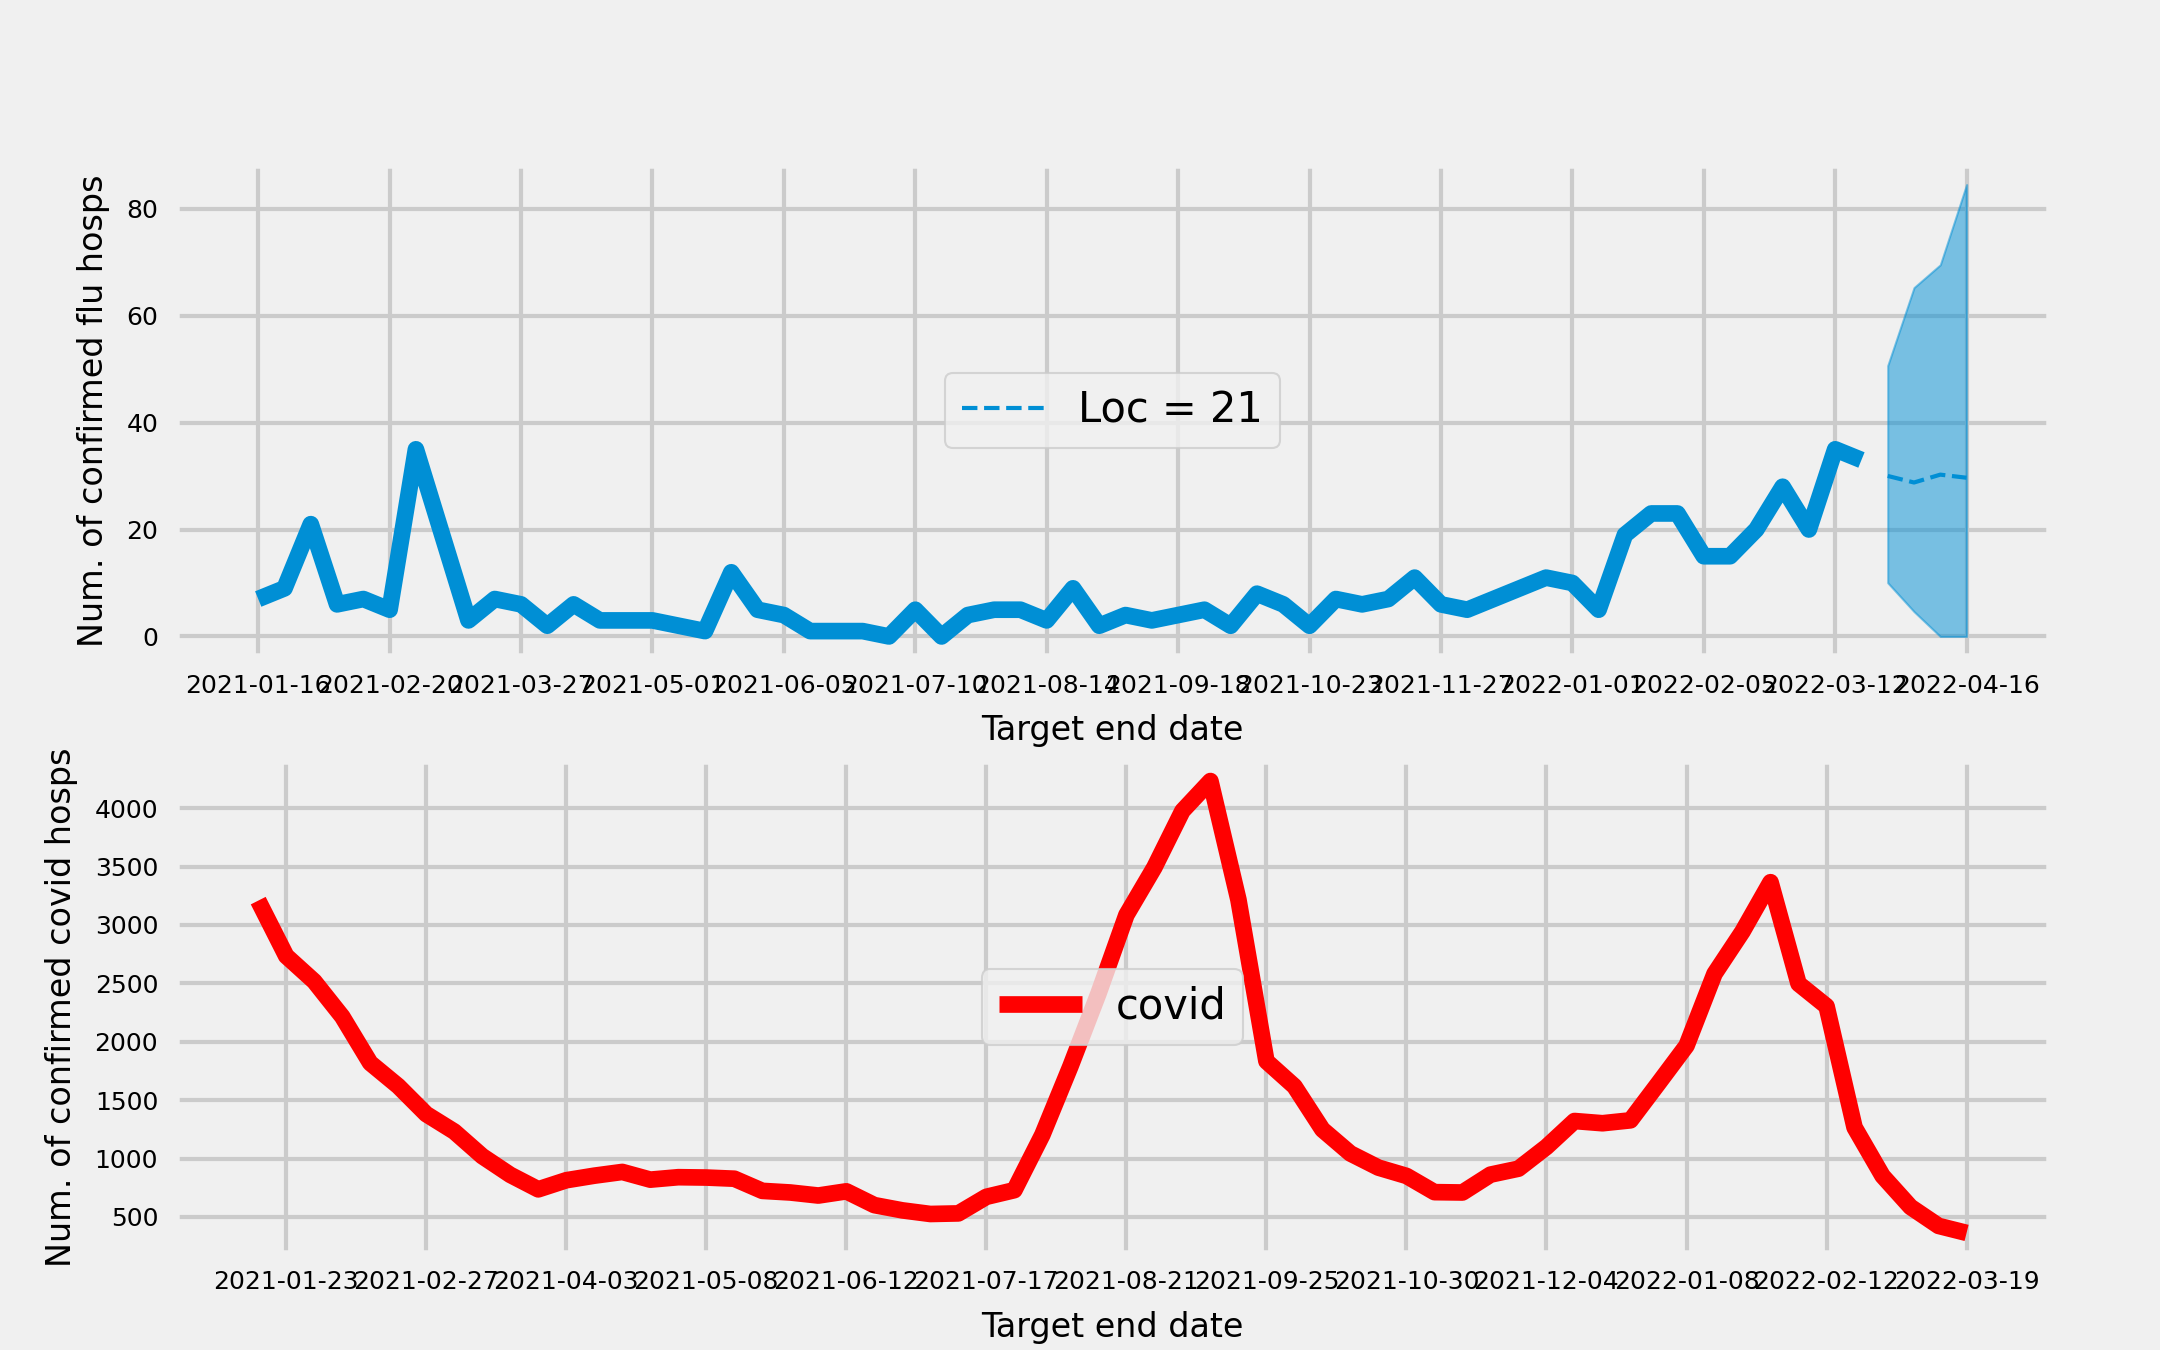 Num. of confirmed flu hosps
80
60
40
20
0
Loc = 21
2021-01-16 2021-02-20 2021-03-27 2021-05-01 2021-06-05 2021-07-10 2021-08-14 2021-09-18 2021-10-23 2021-11-27 2022-01-01 2022-02-05 2022-03-12 2022-04-16
Target end date
Num. of confirmed covid hosps
4000
3500
3000
2500
2000
1500
1000
500
covid
2021-01-23 2021-02-27 2021-04-03 2021-05-08 2021-06-12 2021-07-17 2021-08-21 2021-09-25 2021-10-30 2021-12-04 2022-01-08 2022-02-12 2022-03-19
Target end date